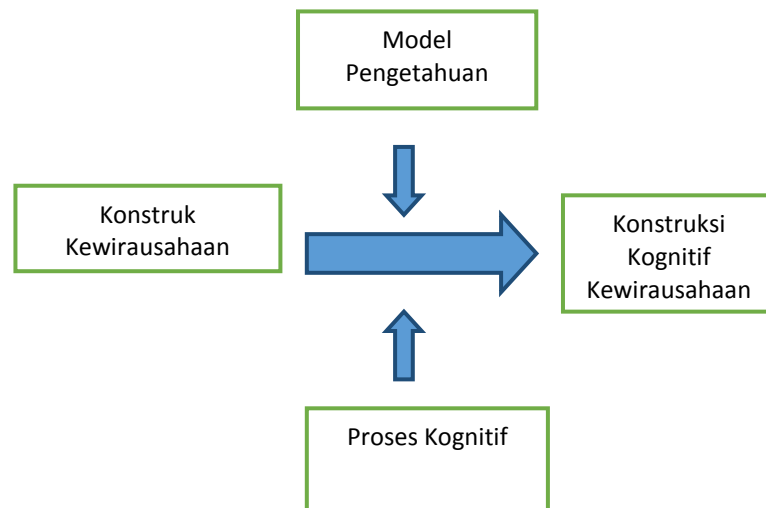 Model
Pengetahuan
Konstruk
Kewirausahaan
Konstruksi
Kognitif
Kewirausahaan
Proses Kognitif